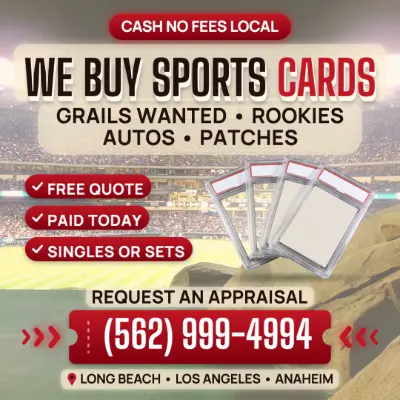 CASH NO FEES LOCAL
WE BUY SPORTS CARDS
GRAILS WANTED • ROOKIES
AUTOS • PATCHES
FREE QUOTE
PAID TODAY
SINGLES OR SETS
REQUEST AN APPRAISAL
(562) 999-4994
LONG BEACH • LOS ANGELES • ANAHEIM